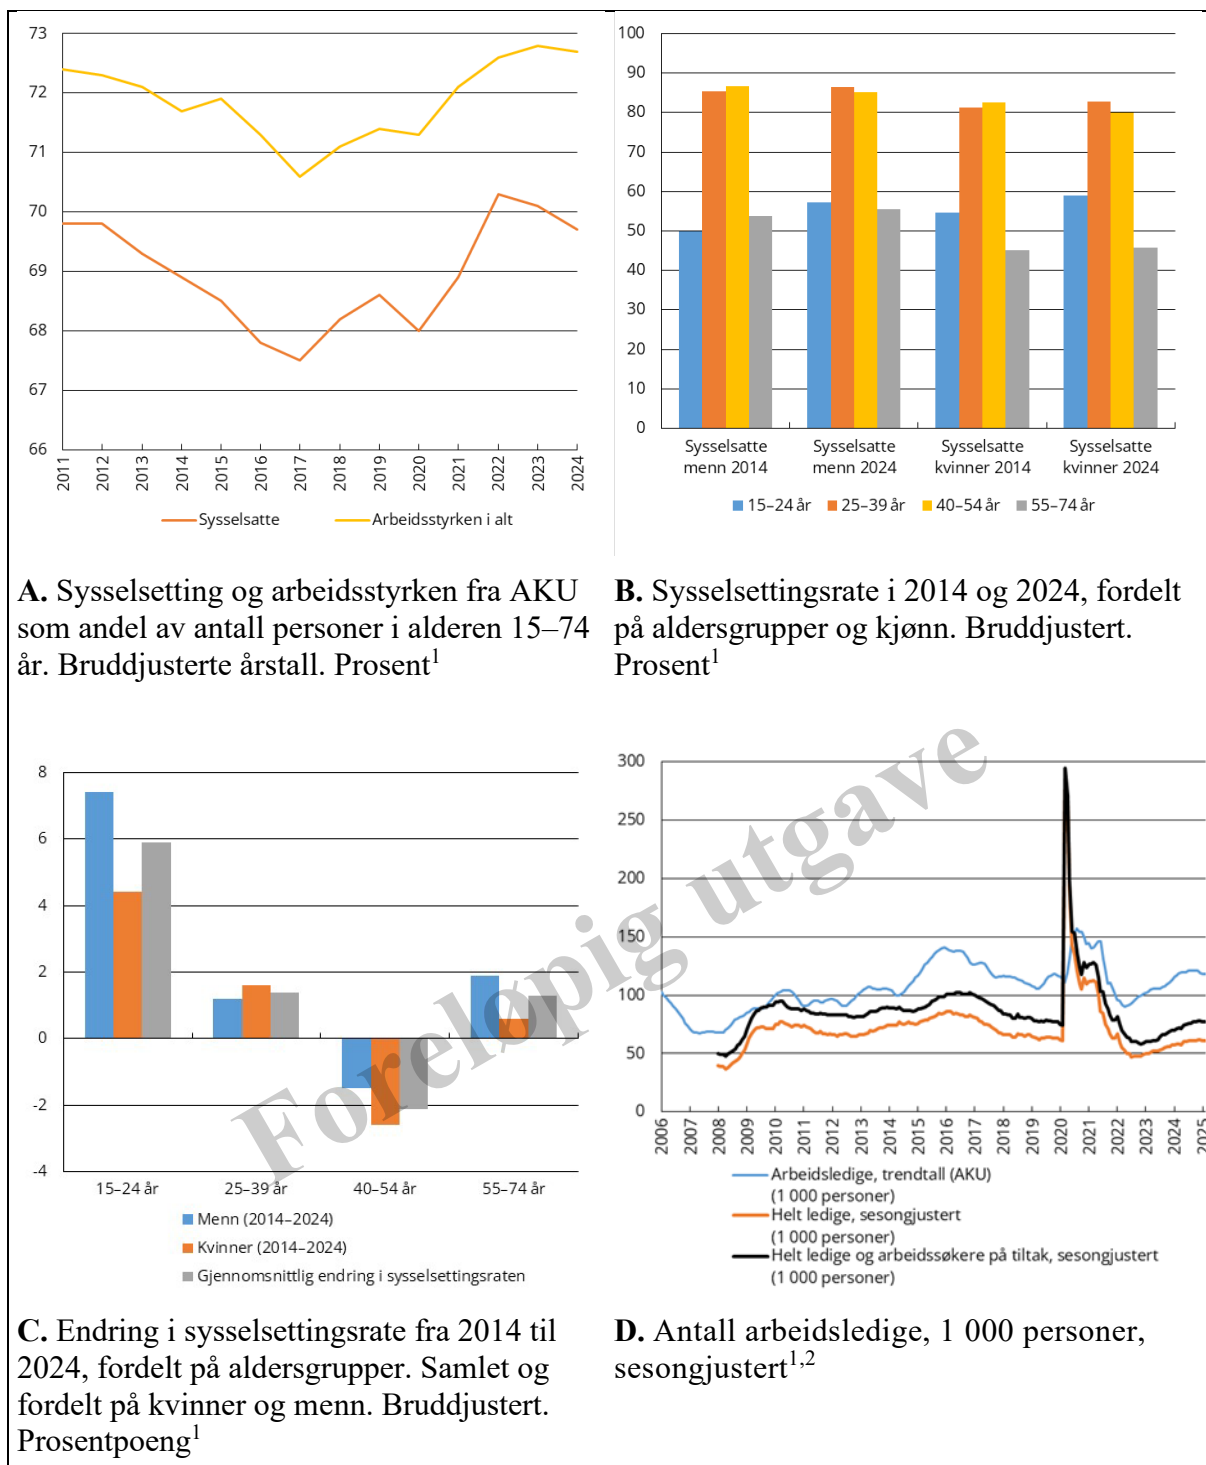 73
72
71
70
69
68
67
66
2011
2012
2013
2014
2015
2016
2017
2018
2019
2020
2021
2022
2023
2024
Sysselsatte
Arbeidsstyrken i alt
A. Sysselsetting og arbeidsstyrken fra AKU
som andel av antall personer i alderen 15–74
år. Bruddjusterte årstall. Prosent1
100
90
80
70
60
50
40
30
20
10
0
Sysselsatte
menn 2014
Sysselsatte
menn 2024
Sysselsatte
kvinner 2014
Sysselsatte
kvinner 2024
15–24 år
25–39 år
40–54 år
55–74 år
B. Sysselsettingsrate i 2014 og 2024, fordelt
på aldersgrupper og kjønn. Bruddjustert.
Prosent1
8
6
4
2
0
-2
-4
15–24 år
25–39 år
40–54 år
55–74 år
Menn (2014–2024)
Kvinner (2014–2024)
Gjennomsnittlig endring i sysselsettingsraten
C. Endring i sysselsettingsrate fra 2014 til
2024, fordelt på aldersgrupper. Samlet og
fordelt på kvinner og menn. Bruddjustert.
Prosentpoeng1
300
250
200
150
100
50
0
2006
2007
2008
2009
2010
2011
2012
2013
2014
2015
2016
2017
2018
2019
2020
2021
2022
2023
2024
2025
Arbeidsledige, trendtall (AKU)
(1 000 personer)
Helt ledige, sesongjustert
(1 000 personer)
Helt ledige og arbeidssøkere på tiltak, sesongjustert
(1 000 personer)
D. Antall arbeidsledige, 1 000 personer,
sesongjustert1,2
Foreløpig utgave